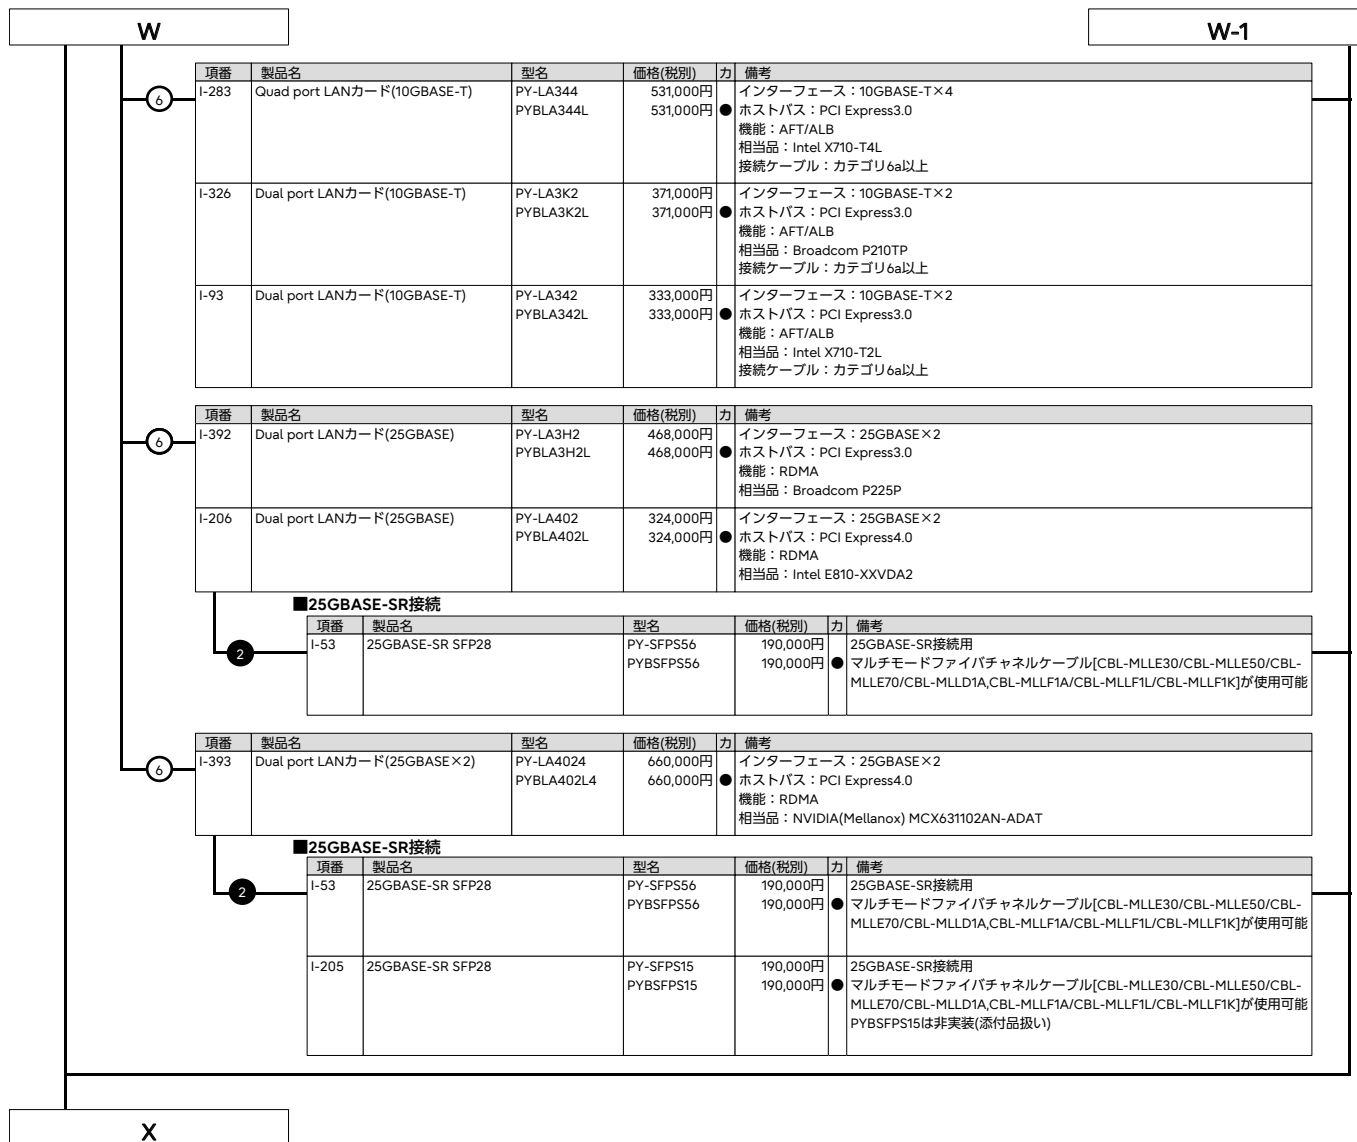 W
W-1
項番 製品名 型名 価格(税別) カ 備考
6
I-283 Quad port LANカード(10GBASE-T) PY-LA344 531,000円 インターフェース：10GBASE-T×4
PYBLA344L 531,000円 ● ホストバス：PCI Express3.0
機能：AFT/ALB
相当品：Intel X710-T4L
接続ケーブル：カテゴリ6a以上
I-326 Dual port LANカード(10GBASE-T) PY-LA3K2 371,000円 インターフェース：10GBASE-T×2
PYBLA3K2L 371,000円 ● ホストバス：PCI Express3.0
機能：AFT/ALB
相当品：Broadcom P210TP
接続ケーブル：カテゴリ6a以上
I-93 Dual port LANカード(10GBASE-T) PY-LA342 333,000円 インターフェース：10GBASE-T×2
PYBLA342L 333,000円 ● ホストバス：PCI Express3.0
機能：AFT/ALB
相当品：Intel X710-T2L
接続ケーブル：カテゴリ6a以上
項番 製品名 型名 価格(税別) カ 備考
6
I-392 Dual port LANカード(25GBASE) PY-LA3H2 468,000円 インターフェース：25GBASE×2
PYBLA3H2L 468,000円 ● ホストバス：PCI Express3.0
機能：RDMA
相当品：Broadcom P225P
I-206 Dual port LANカード(25GBASE) PY-LA402 324,000円 インターフェース：25GBASE×2
PYBLA402L 324,000円 ● ホストバス：PCI Express4.0
機能：RDMA
相当品：Intel E810-XXVDA2
■25GBASE-SR接続
項番 製品名 型名 価格(税別) カ 備考
2
I-53 25GBASE-SR SFP28 PY-SFPS56 190,000円 25GBASE-SR接続用
PYBSFPS56 190,000円 ● マルチモードファイバチャネルケーブル[CBL-MLLE30/CBL-MLLE50/CBL-
MLLE70/CBL-MLLD1A,CBL-MLLF1A/CBL-MLLF1L/CBL-MLLF1K]が使用可能
項番 製品名 型名 価格(税別) カ 備考
6
I-393 Dual port LANカード(25GBASE×2) PY-LA4024 660,000円 インターフェース：25GBASE×2
PYBLA402L4 660,000円 ● ホストバス：PCI Express4.0
機能：RDMA
相当品：NVIDIA(Mellanox) MCX631102AN-ADAT
■25GBASE-SR接続
項番 製品名 型名 価格(税別) カ 備考
2
I-53 25GBASE-SR SFP28 PY-SFPS56 190,000円 25GBASE-SR接続用
PYBSFPS56 190,000円 ● マルチモードファイバチャネルケーブル[CBL-MLLE30/CBL-MLLE50/CBL-
MLLE70/CBL-MLLD1A,CBL-MLLF1A/CBL-MLLF1L/CBL-MLLF1K]が使用可能
I-205 25GBASE-SR SFP28 PY-SFPS15 190,000円 25GBASE-SR接続用
PYBSFPS15 190,000円 ● マルチモードファイバチャネルケーブル[CBL-MLLE30/CBL-MLLE50/CBL-
MLLE70/CBL-MLLD1A,CBL-MLLF1A/CBL-MLLF1L/CBL-MLLF1K]が使用可能
PYBSFPS15は非実装(添付品扱い)
X